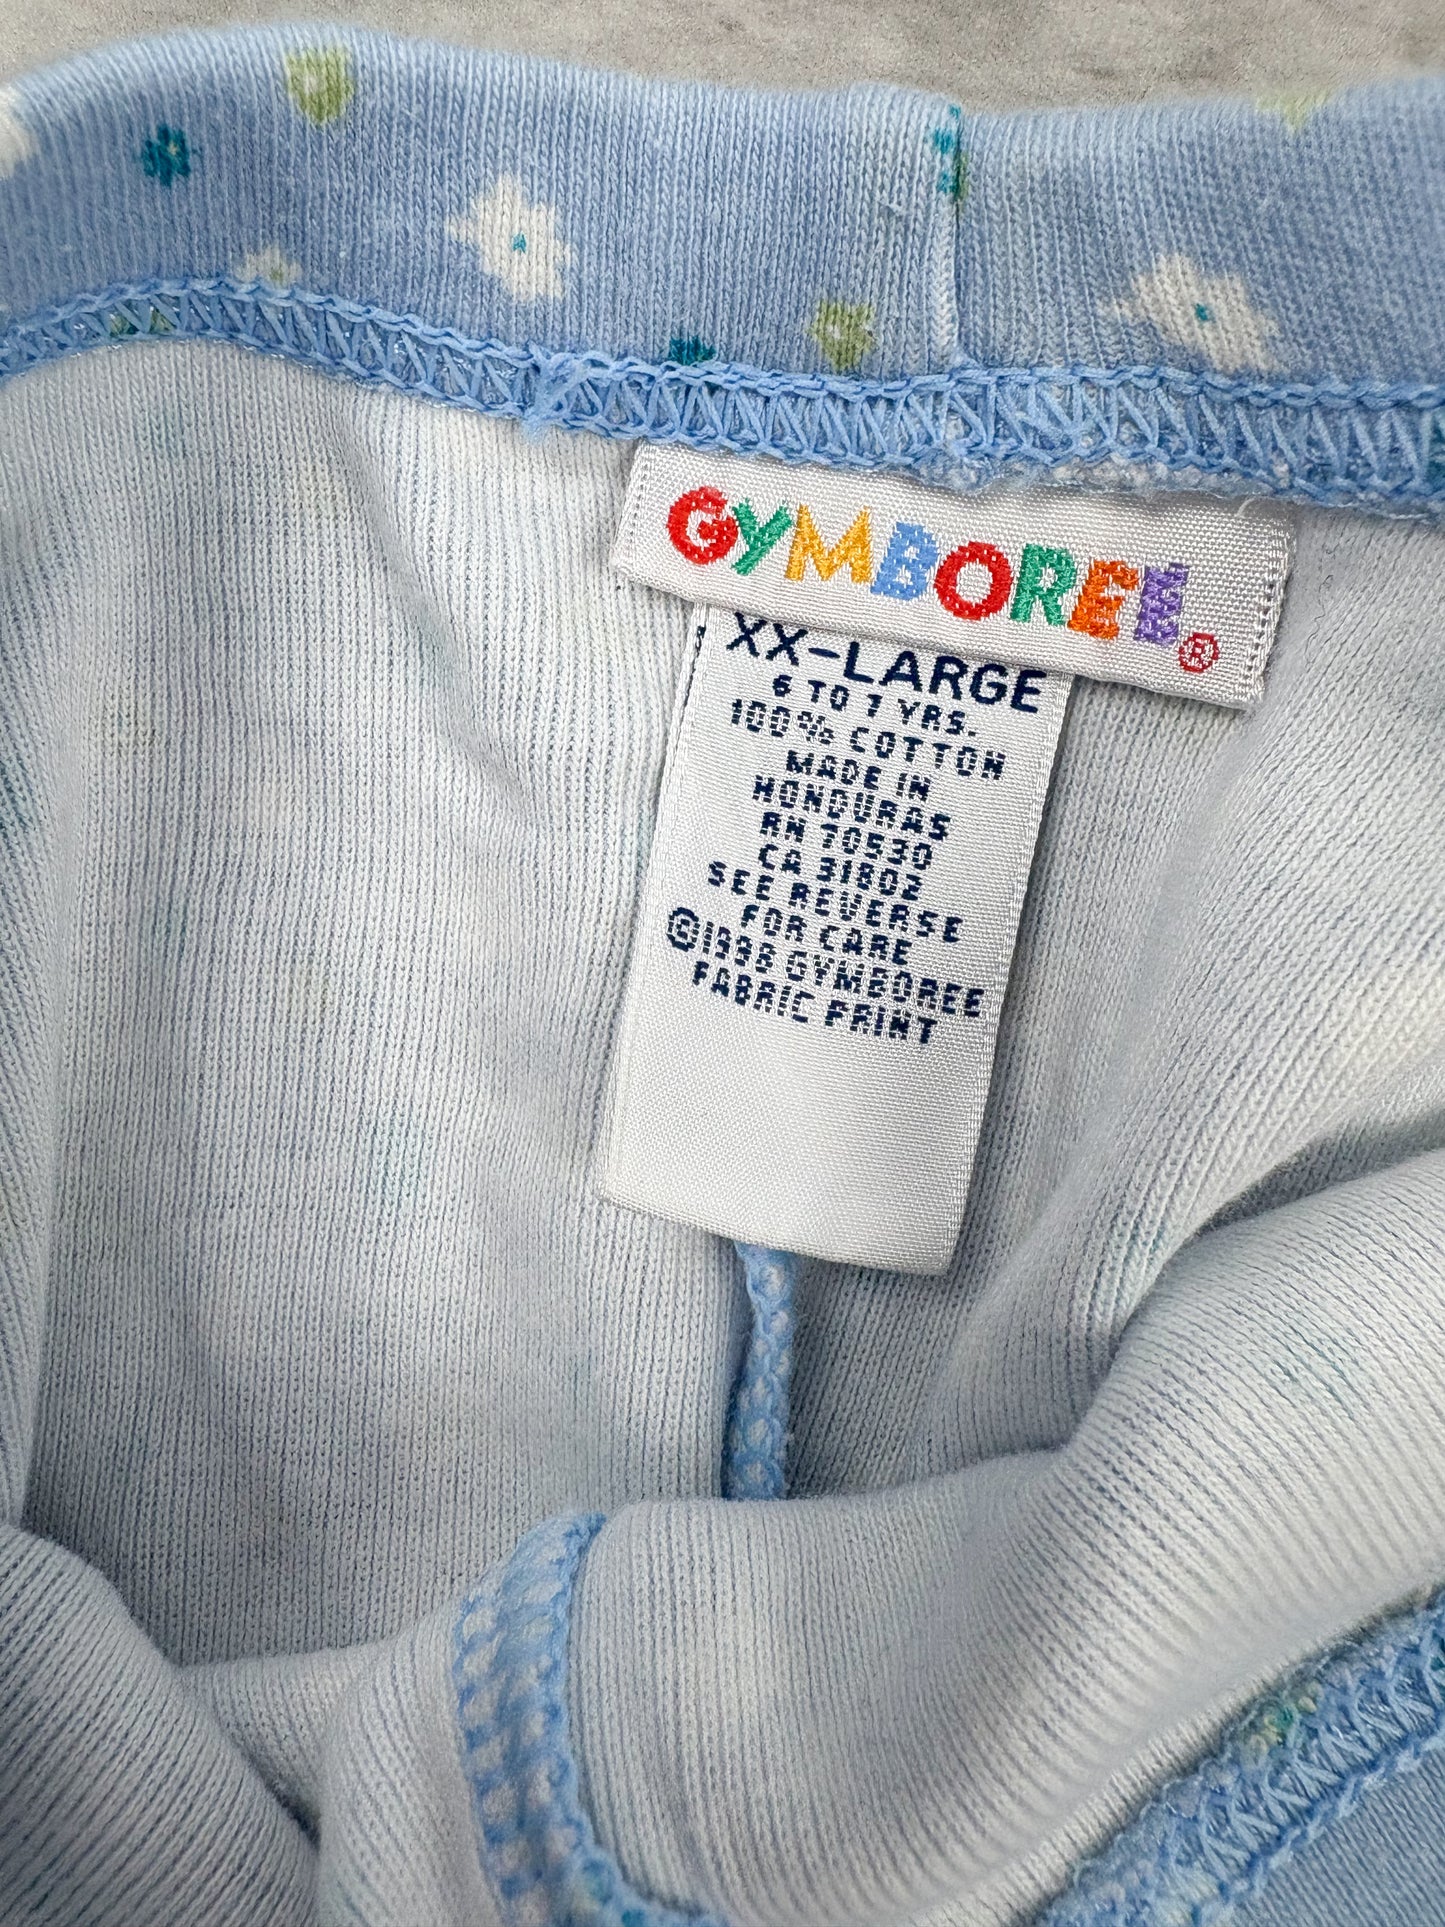 GYMBOREE®
XX-LARGE
6 TO 7 YRS.
100% COTTON
MADE IN
HONDURAS
RN 70530
CA 31802
SEE REVERSE
FOR CARE
©1998 GYMBOREE
FABRIC PRINT